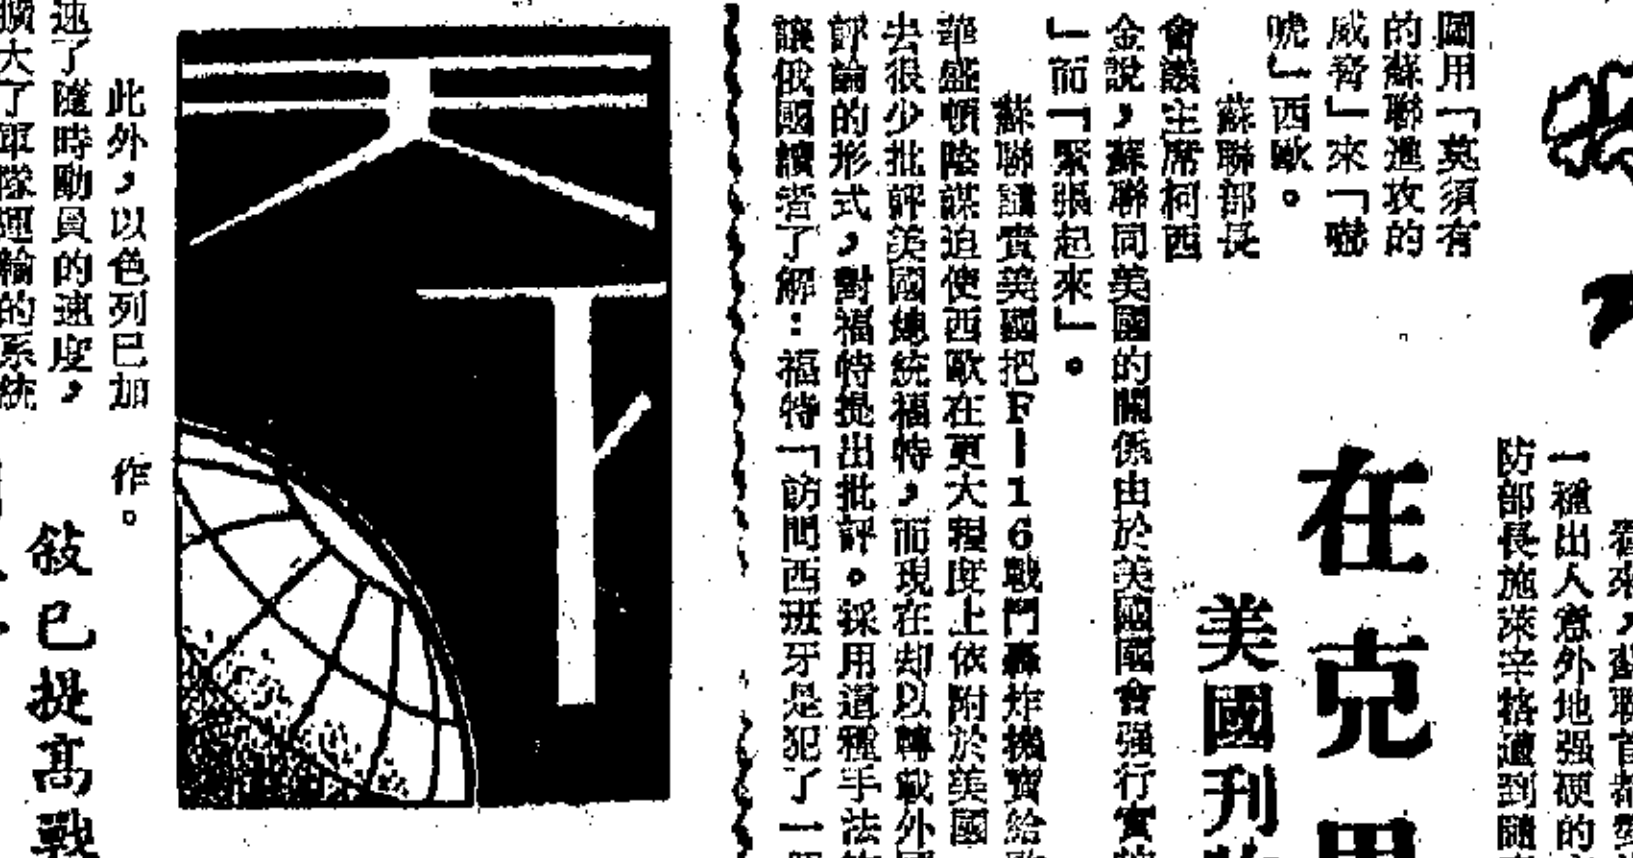 圖用「莫須有
的蘇聯進攻的
威脅」來「嚇
唬」西歐。
蘇聯部長
會議主席柯西
金說，蘇聯同美國的關係由於美國國會强行實
」而「緊張起來」。
蘇聯譴責美國把F—16戰鬥轟炸機賣給
華盛頓陰謀迫使西歐在更大程度上依附於美國
去很少批評美國總統福特，而現在却以轉載外
評論的形式，對福特提出批評。採用這種手法
讓俄國讀者了解：福特「訪問西班牙是犯了一
在克
美國刊
一種出人意外地强硬的
防部長施萊辛格遭到
天下
此外，以色列已加
速了隨時動員的速度，
擴大了軍隊運輸的系統
作。
敍已提高戰